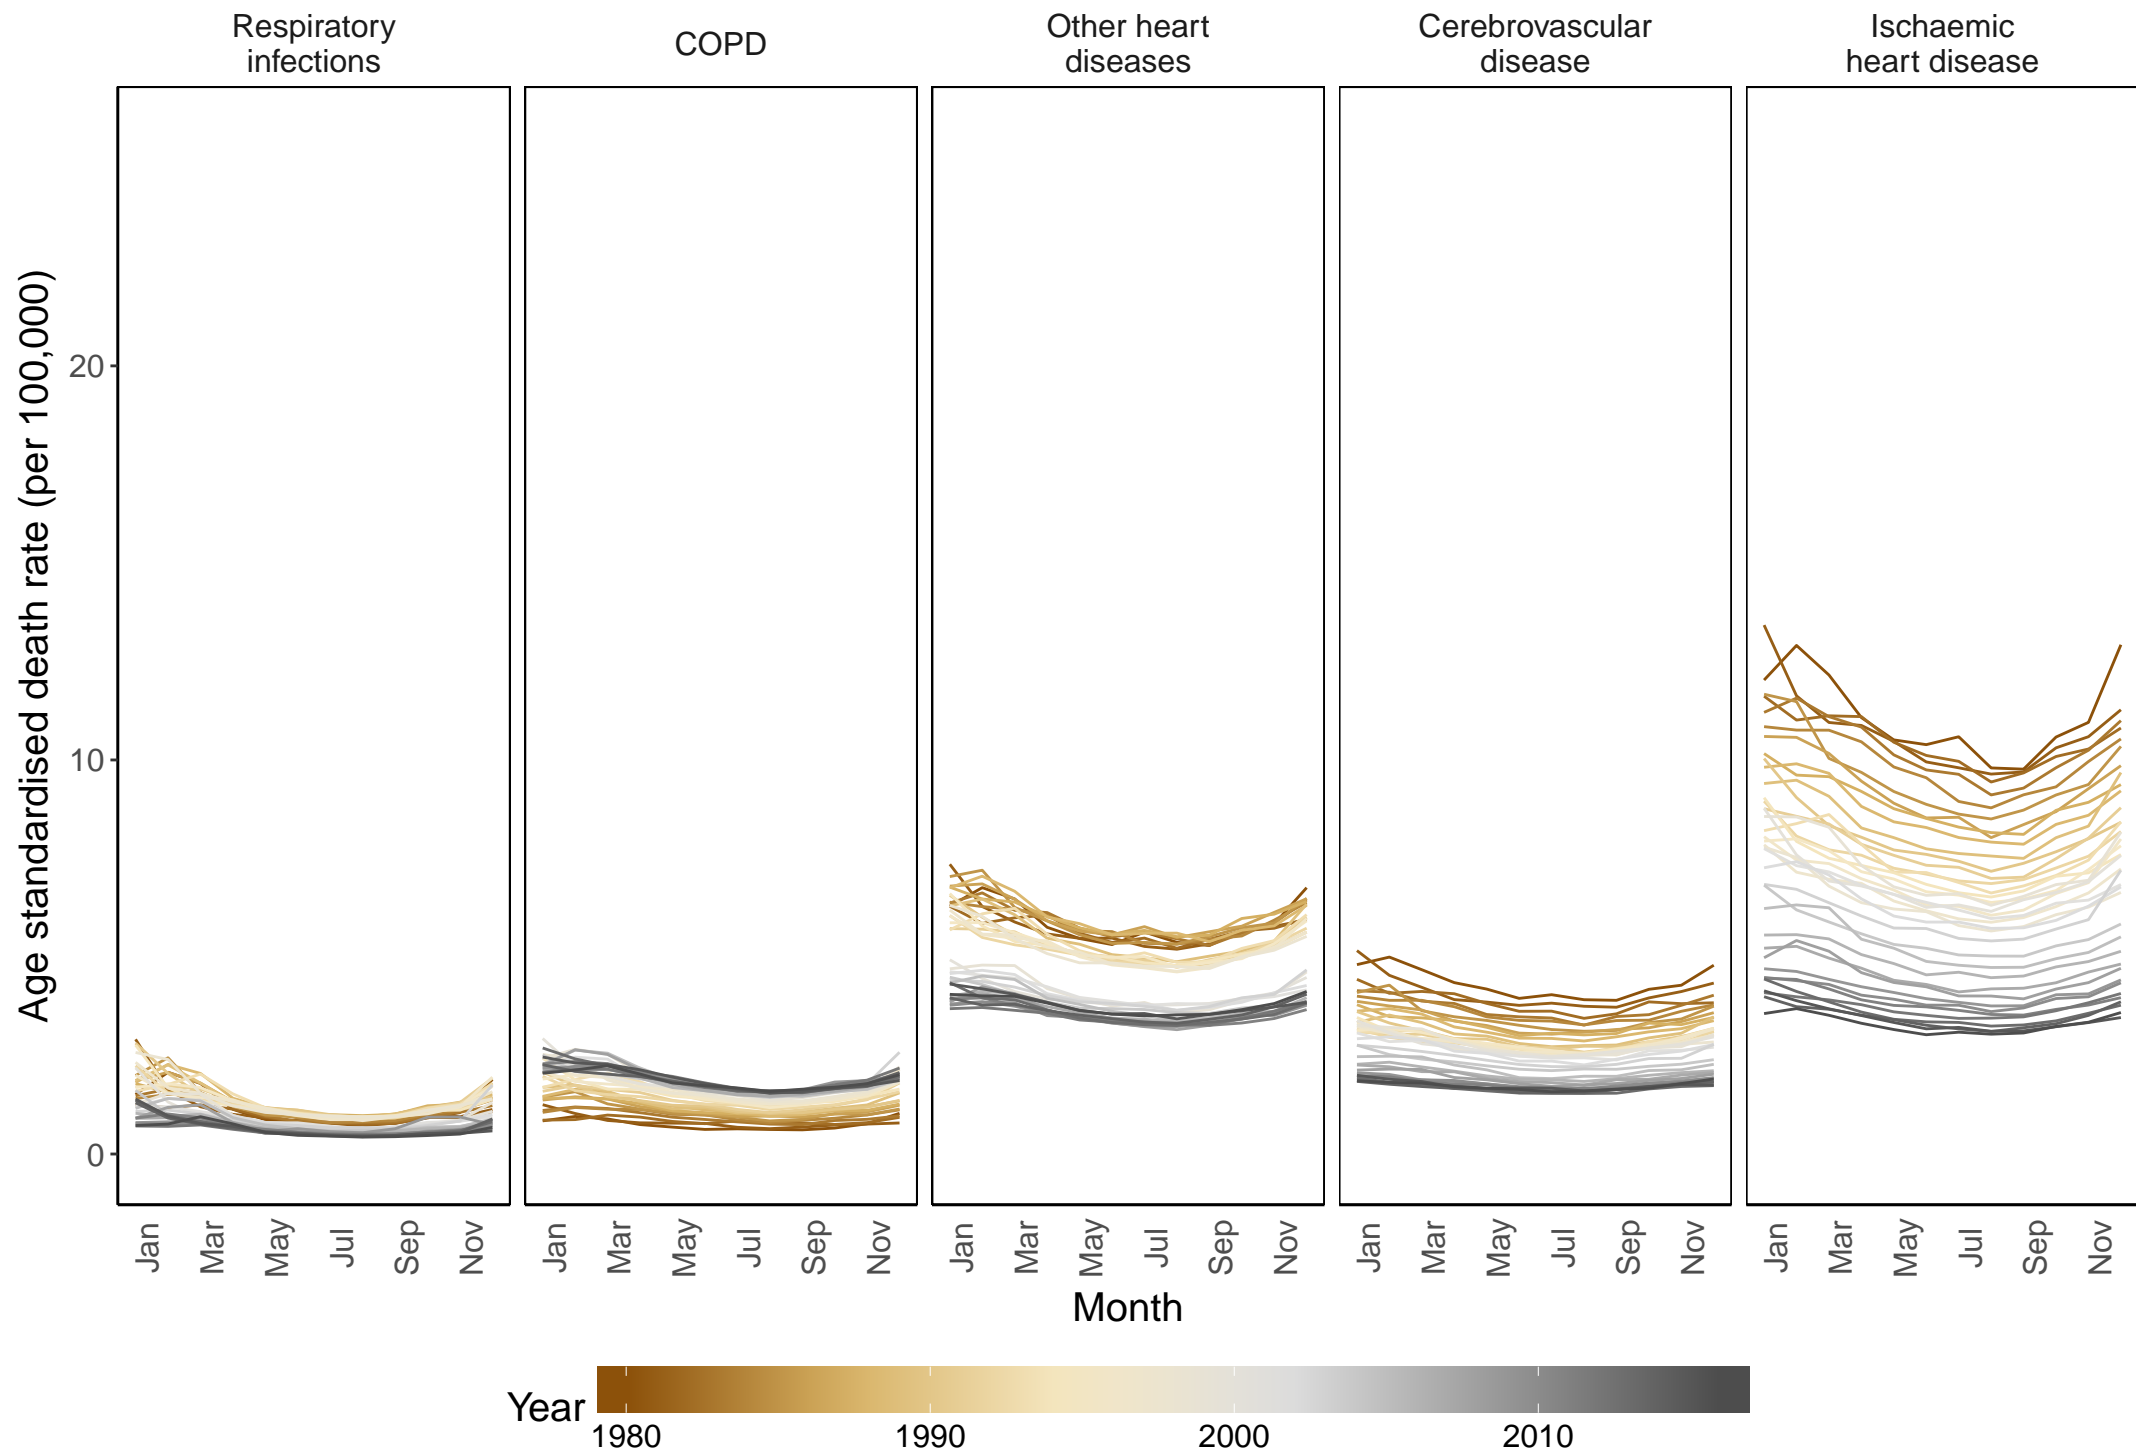 Respiratory
infections
COPD
Other heart
diseases
Cerebrovascular
disease
Ischaemic
heart disease
Age standardised death rate (per 100,000)
20
10
0
Jan Mar May Jul Sep Nov
Jan Mar May Jul Sep Nov
Jan Mar May Jul Sep Nov
Jan Mar May Jul Sep Nov
Jan Mar May Jul Sep Nov
Month
Year
1980 1990 2000 2010